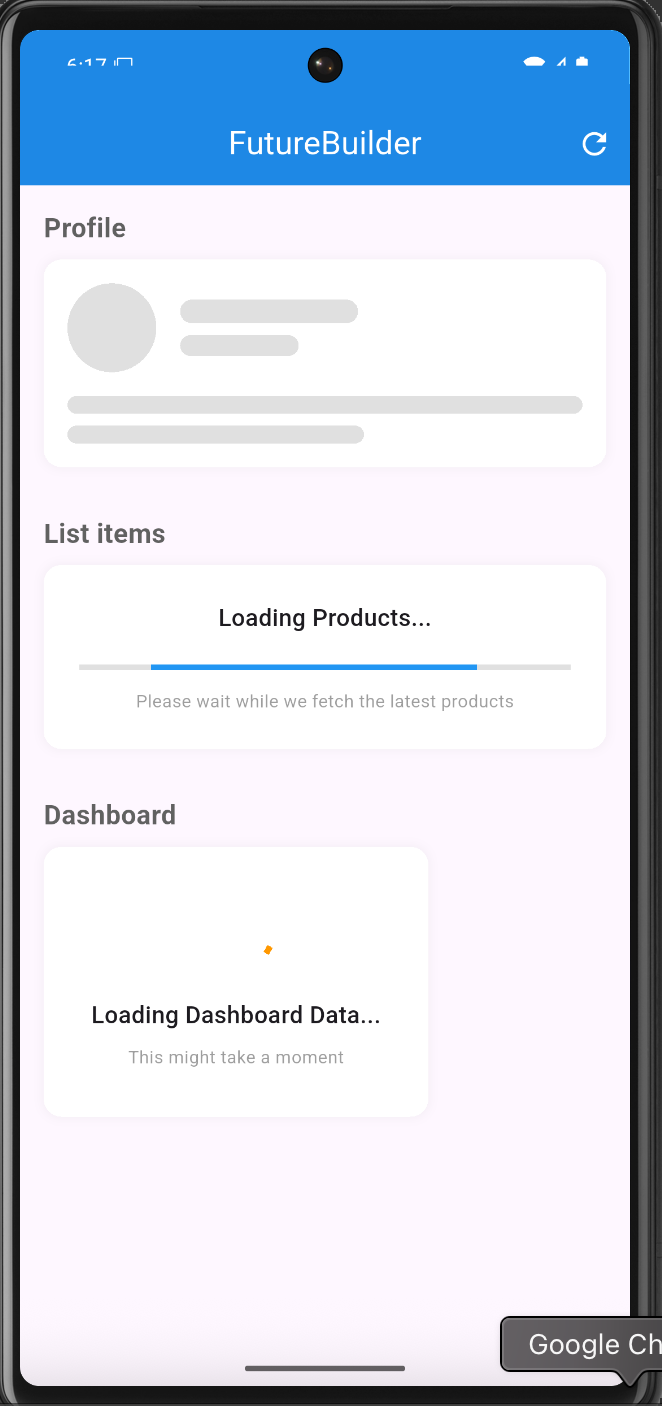 6:17
FutureBuilder
Profile
List items
Loading Products...
Please wait while we fetch the latest products
Dashboard
Loading Dashboard Data...
This might take a moment
Google Ch